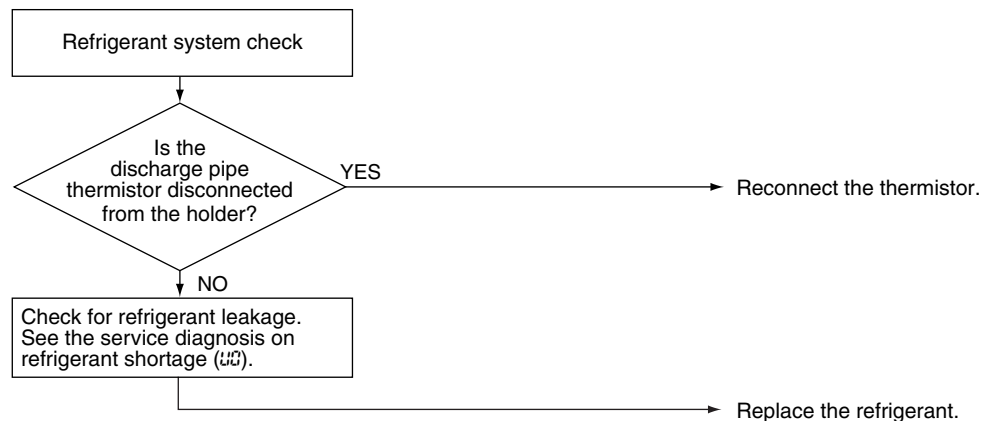 Refrigerant system check
Is the
discharge pipe
thermistor disconnected
from the holder?
YES
Reconnect the thermistor.
NO
Check for refrigerant leakage.
See the service diagnosis on
refrigerant shortage (U0).
Replace the refrigerant.